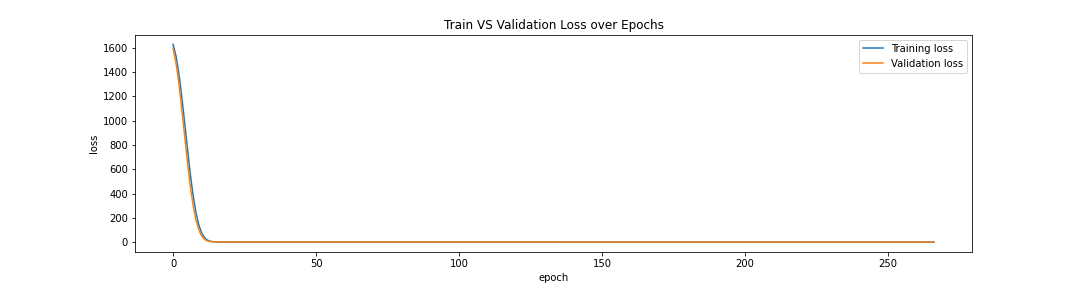 Train VS Validation Loss over Epochs
1600
1400
1200
1000
800
600
400
200
0
loss
Training loss
Validation loss
0 50 100 150 200 250
epoch